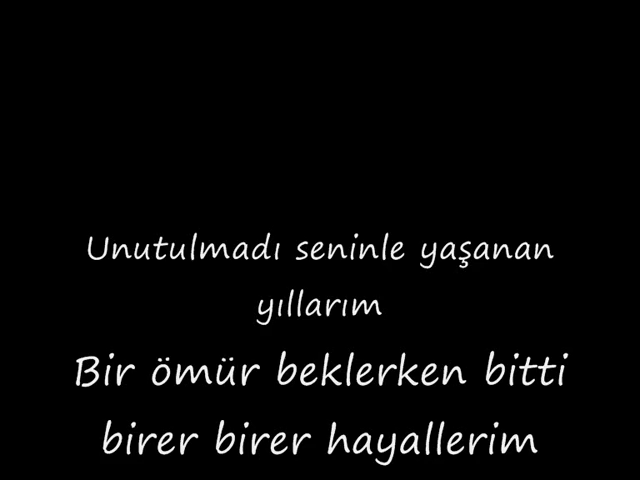 Unutulmadı seninle yaşanan
yıllarım
Bir ömür beklerken bitti
birer birer hayallerim